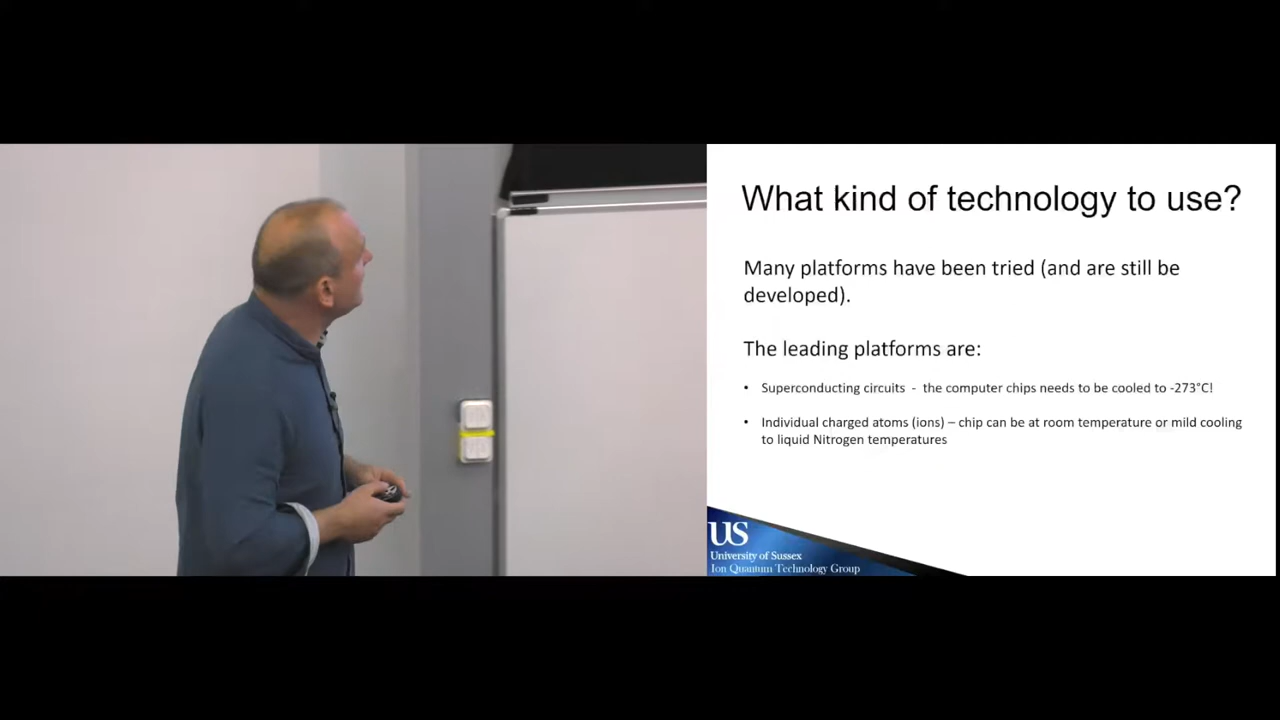 What kind of technology to use?
Many platforms have been tried (and are still be
developed).
The leading platforms are:
• Superconducting circuits - the computer chips needs to be cooled to -273°C!
• Individual charged atoms (ions) – chip can be at room temperature or mild cooling
to liquid Nitrogen temperatures
US
University of Sussex
Ion Quantum Technology Group